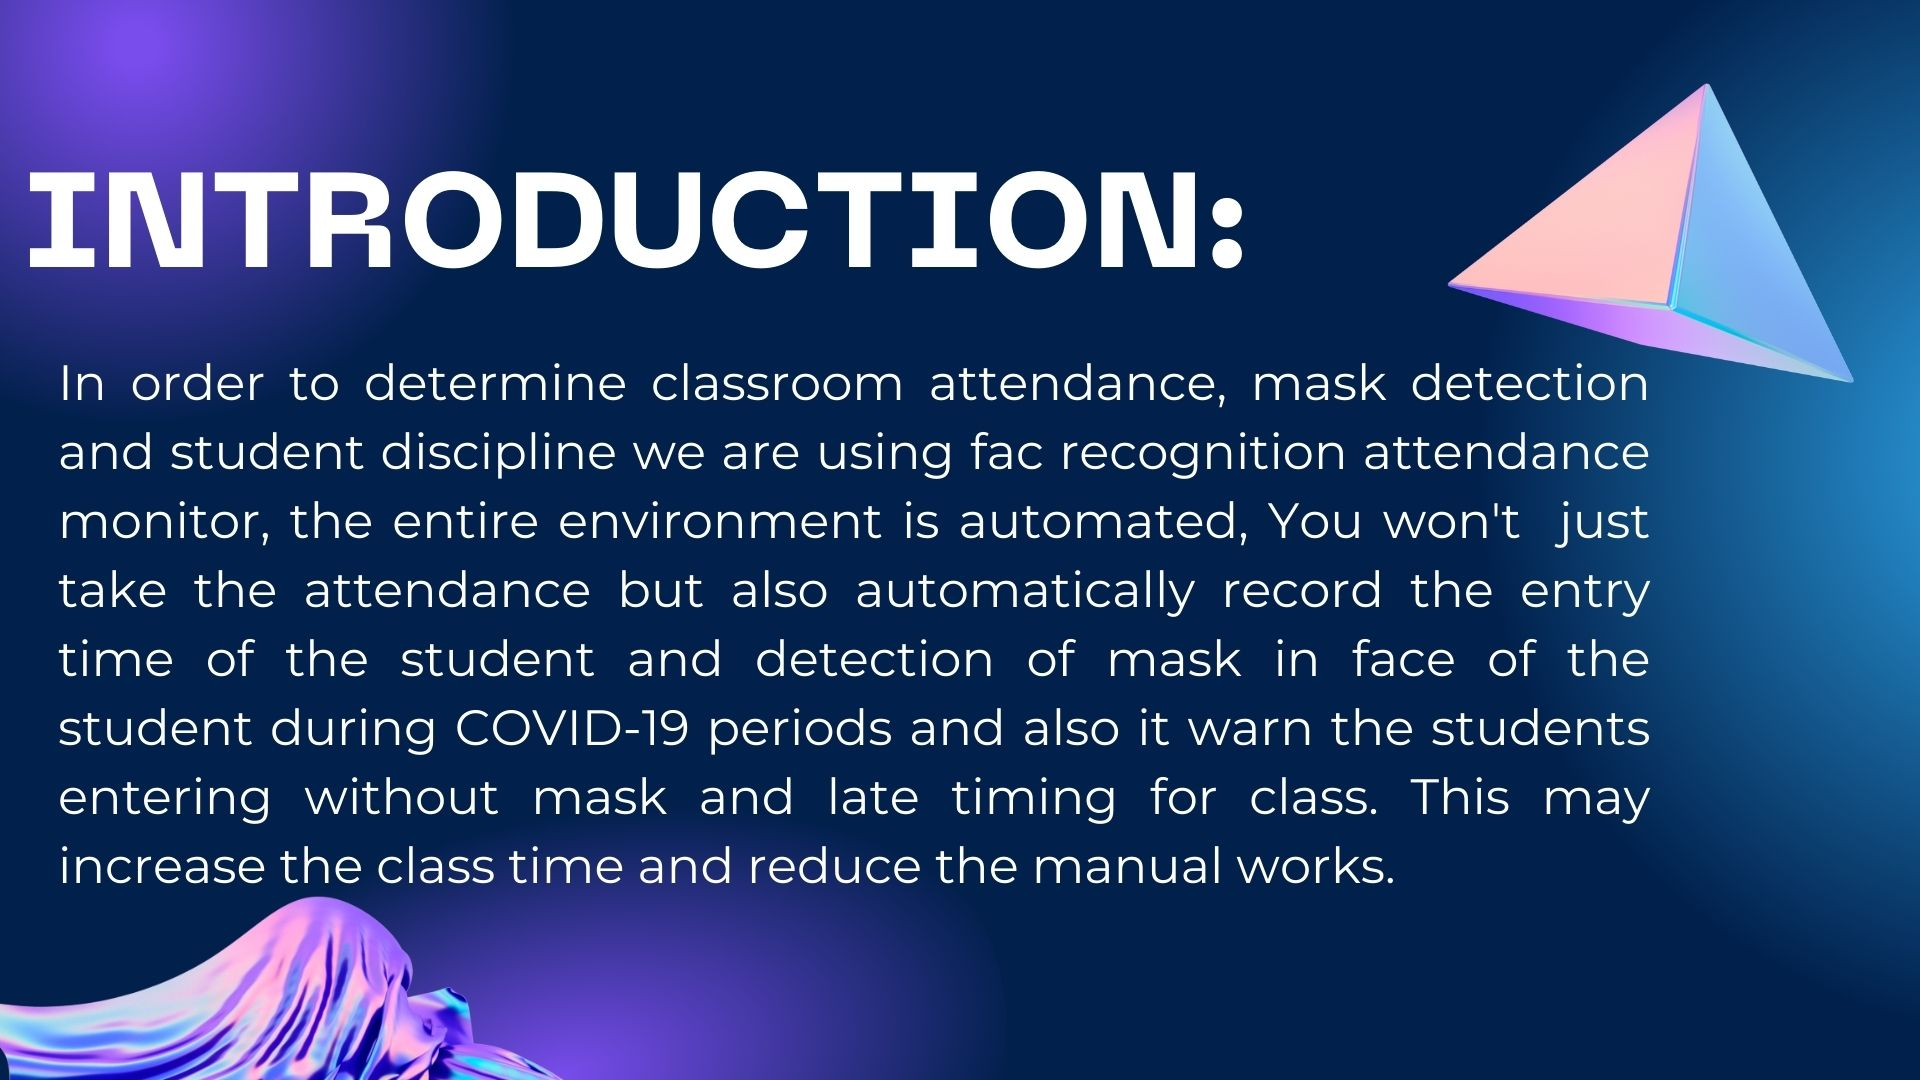 INTRODUCTION:
In order to determine classroom attendance, mask detection
and student discipline we are using fac recognition attendance
monitor, the entire environment is automated, You won't just
take the attendance but also automatically record the entry
time of the student and detection of mask in face of the
student during COVID-19 periods and also it warn the students
entering without mask and late timing for class. This may
increase the class time and reduce the manual works.